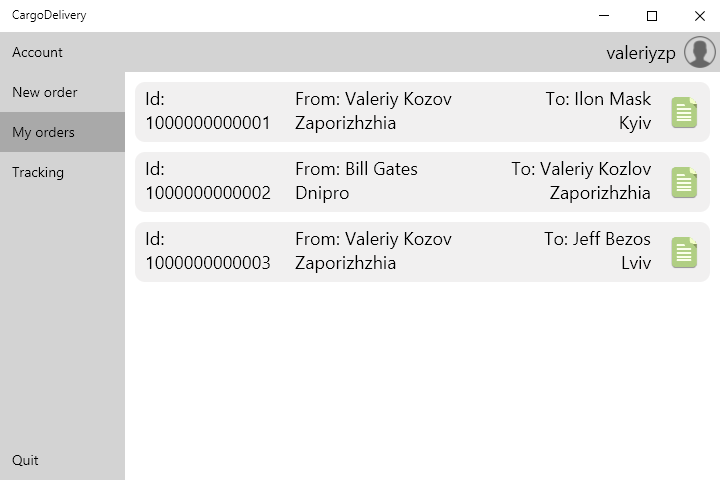 CargoDelivery
Account
valeriyzp
New order
My orders
Tracking
Quit
Id:
1000000000001
From: Valeriy Kozov
Zaporizhzhia
To: Ilon Mask
Kyiv
Id:
1000000000002
From: Bill Gates
Dnipro
To: Valeriy Kozlov
Zaporizhzhia
Id:
1000000000003
From: Valeriy Kozov
Zaporizhzhia
To: Jeff Bezos
Lviv